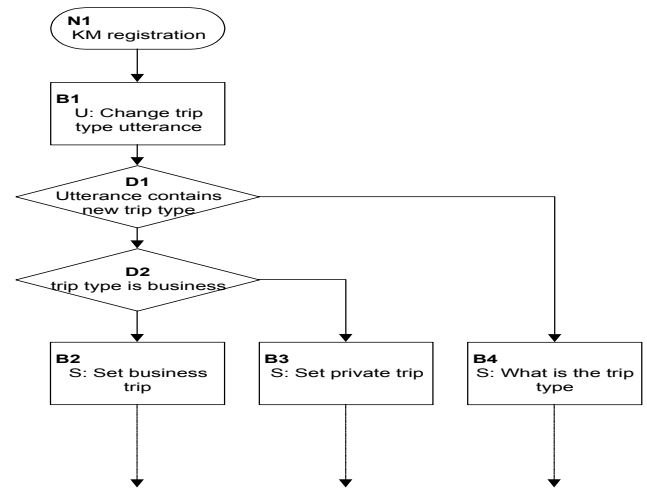 N1
KM registration
B1
U: Change trip
type utterance
D1
Utterance contains
new trip type
D2
trip type is business
B2
S: Set business
trip
B3
S: Set private trip
B4
S: What is the trip
type